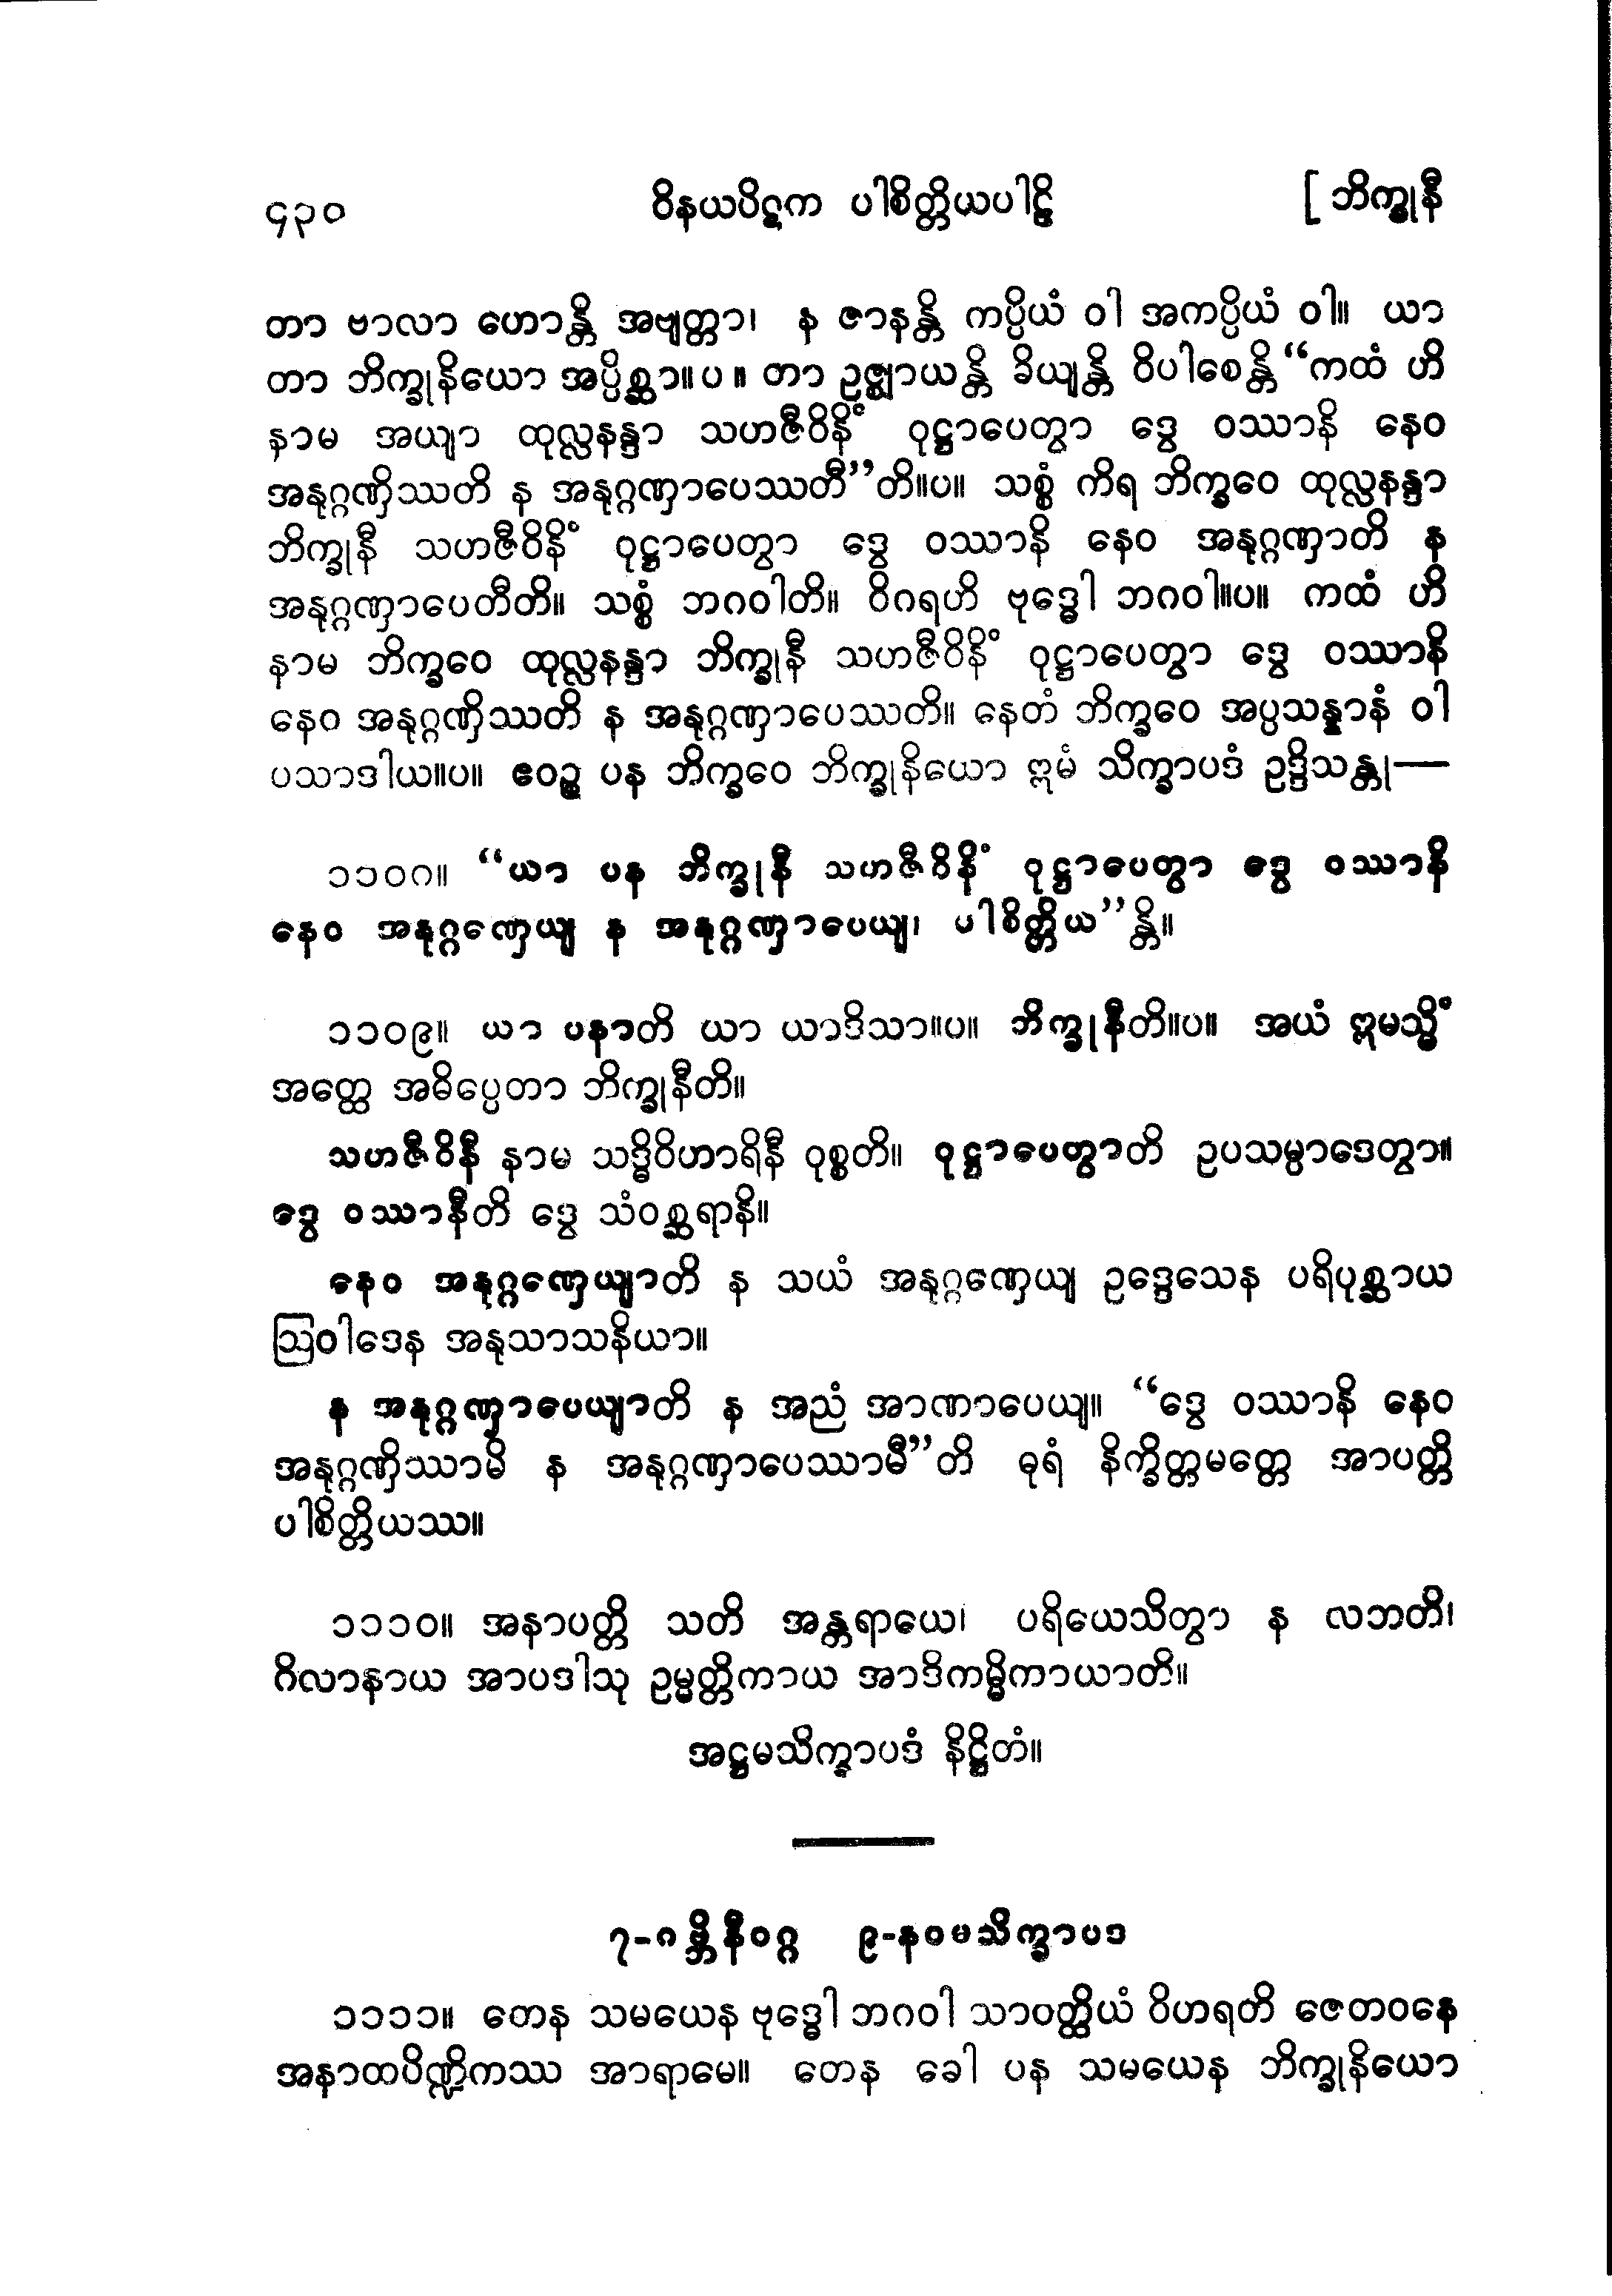 ၄၃၀ ဝိနယပိဋက ပါစိတ္တိယပါဠိ [ ဘိက္ခုနီ
တာ ဗာလာ ဟောန္တိ အဗျတ္တာ၊ န ဇာနန္တိ ကပ္ပိယံ ဝါ အကပ္ပိယံ ဝါ။ ယာ
တာ ဘိက္ခုနိယော အပ္ပိစ္ဆာ။ပ။ တာ ဥဇ္ဈာယန္တိ ခိယျန္တိ ဝိပါစေန္တိ “ကထံ ဟိ
နာမ အယျာ ထုလ္လနန္ဒာ သဟဇီဝိနိံ ဝုဋ္ဌာပေတွာ ဒွေ ဝဿာနိ နေဝ
အနုဂ္ဂဏှိဿတိ န အနုဂ္ဂဏှာပေဿတီ”တိ။ပ။ သစ္စံ ကိရ ဘိက္ခဝေ ထုလ္လနန္ဒာ
ဘိက္ခုနီ သဟဇီဝိနိံ ဝုဋ္ဌာပေတွာ ဒွေ ဝဿာနိ နေဝ အနုဂ္ဂဏှာတိ န
အနုဂ္ဂဏှာပေတီတိ။ သစ္စံ ဘဂဝါတိ။ ဝိဂရဟိ ဗုဒ္ဓေါ ဘဂဝါ။ပ။ ကထံ ဟိ
နာမ ဘိက္ခဝေ ထုလ္လနန္ဒာ ဘိက္ခုနီ သဟဇီဝိနိံ ဝုဋ္ဌာပေတွာ ဒွေ ဝဿာနိ
နေဝ အနုဂ္ဂဏှိဿတိ န အနုဂ္ဂဏှာပေဿတိ။ နေတံ ဘိက္ခဝေ အပ္ပသန္နာနံ ဝါ
ပသာဒါယ။ပ။ ဧဝဉ္စ ပန ဘိက္ခဝေ ဘိက္ခုနိယော ဣမံ သိက္ခာပဒံ ဥဒ္ဒိသန္တု—
၁၁၀၈။ “ယာ ပန ဘိက္ခုနီ သဟဇီဝိနိံ ဝုဋ္ဌာပေတွာ ဒွေ ဝဿာနိ
နေဝ အနုဂ္ဂဏှေယျ န အနုဂ္ဂဏှာပေယျ၊ ပါစိတ္တိယ”န္တိ။
၁၁၀၉။ ယာ ပနာတိ ယာ ယာဒိသာ။ပ။ ဘိက္ခုနီတိ။ပ။ အယံ ဣမသ္မိံ
အတ္ထေ အဓိပ္ပေတာ ဘိက္ခုနီတိ။
သဟဇီဝိနီ နာမ သဒ္ဓိဝိဟာရိနီ ဝုစ္စတိ။ ဝုဋ္ဌာပေတွာတိ ဥပသမ္ပာဒေတွာ။
ဒွေ ဝဿာနီတိ ဒွေ သံဝစ္ဆရာနိ။
နေဝ အနုဂ္ဂဏှေယျာတိ န သယံ အနုဂ္ဂဏှေယျ ဥဒ္ဒေသေန ပရိပုစ္ဆာယ
ဩဝါဒေန အနုသာသနိယာ။
န အနုဂ္ဂဏှာပေယျာတိ န အညံ အာဏာပေယျ။ “ဒွေ ဝဿာနိ နေဝ
အနုဂ္ဂဏှိဿာမိ န အနုဂ္ဂဏှာပေဿာမီ”တိ ဓုရံ နိက္ခိတ္တမတ္တေ အာပတ္တိ
ပါစိတ္တိယဿ။
၁၁၁၀။ အနာပတ္တိ သတိ အန္တရာယေ၊ ပရိယေသိတွာ န လဘတိ၊
ဂိလာနာယ အာပဒါသု ဥမ္မတ္တိကာယ အာဒိကမ္မိကာယာတိ။
အဋ္ဌမသိက္ခာပဒံ နိဋ္ဌိတံ။
၇-ဂဗ္ဘိနီဝဂ္ဂ ၉-နဝမသိက္ခာပဒ
၁၁၁၁။ တေန သမယေန ဗုဒ္ဓေါ ဘဂဝါ သာဝတ္ထိယံ ဝိဟရတိ ဇေတဝနေ
အနာထပိဏ္ဍိကဿ အာရာမေ။ တေန ခေါ ပန သမယေန ဘိက္ခုနိယော